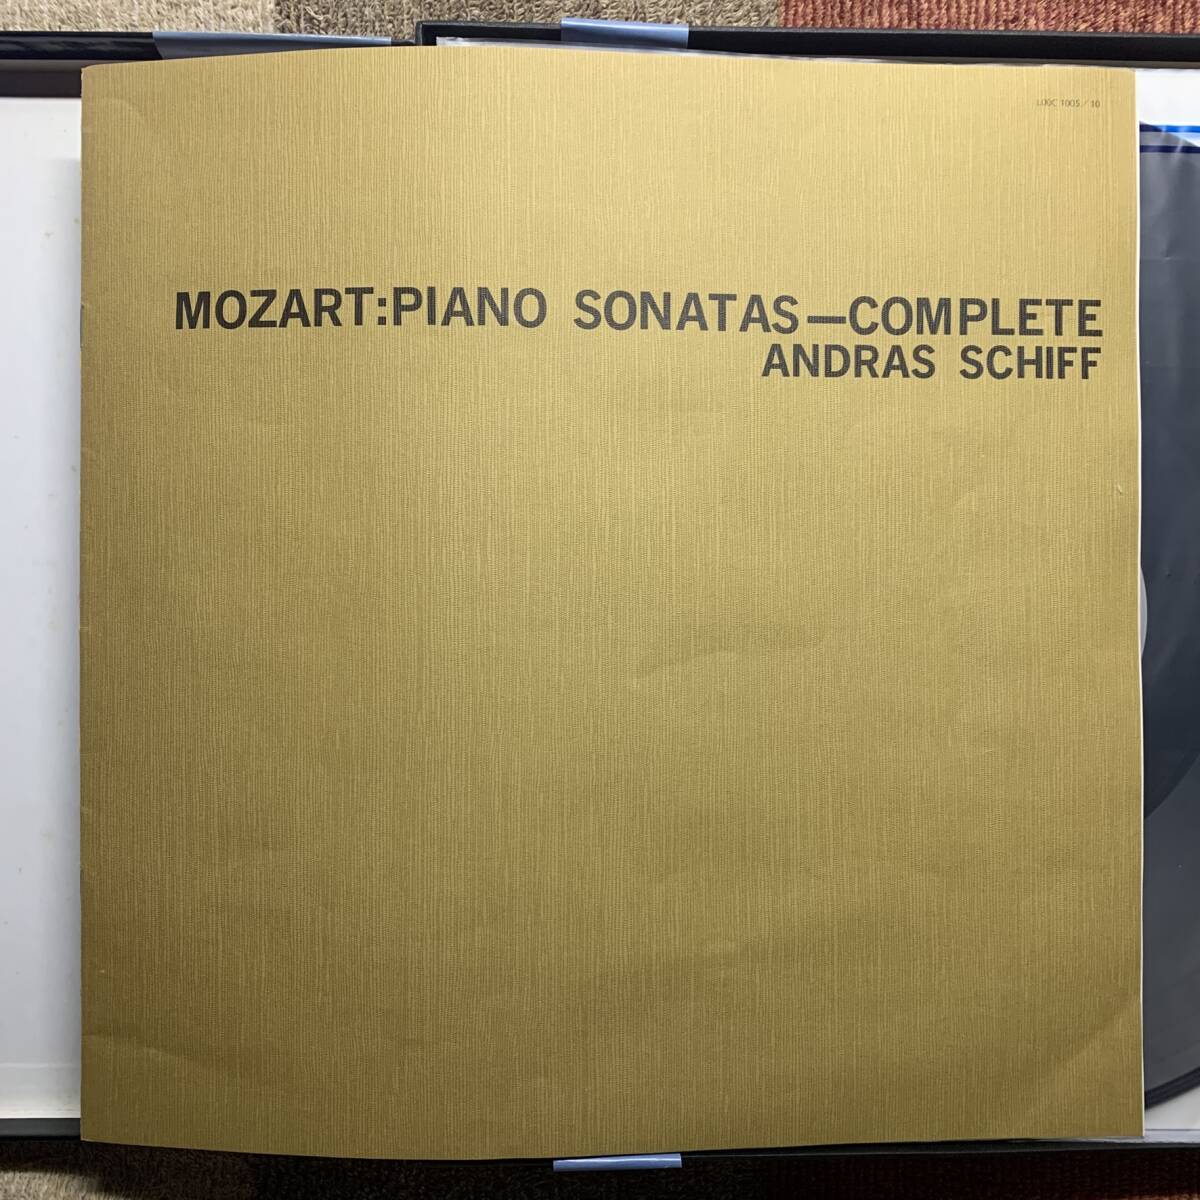 L00C 1005/10
MOZART:PIANO SONATAS—COMPLETE
ANDRAS SCHIFF